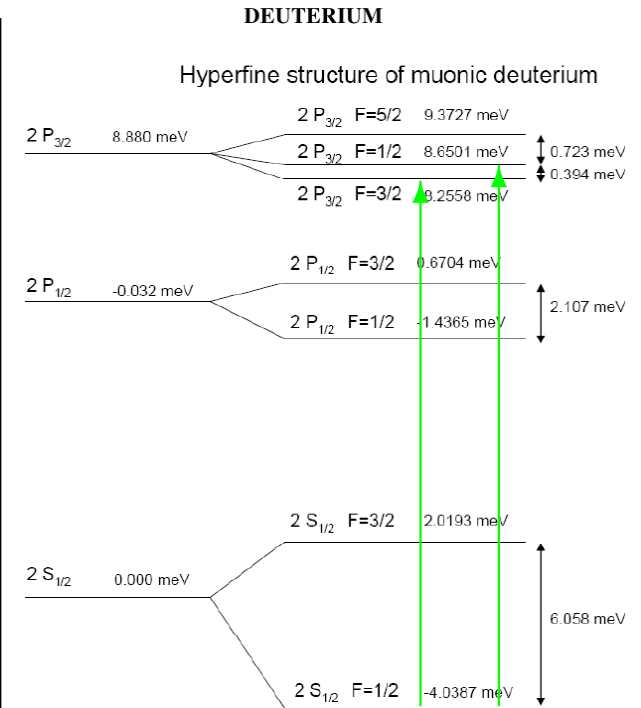 DEUTERIUM
Hyperfine structure of muonic deuterium
2 P3/2 8.880 meV
2 P3/2 F=5/2 9.3727 meV
2 P3/2 F=1/2 8.6501 meV
0.723 meV
0.394 meV
2 P3/2 F=3/2 8.2558 meV
2 P1/2 -0.032 meV
2 P1/2 F=3/2 0.6704 meV
2.107 meV
2 P1/2 F=1/2 -1.4365 meV
2 S1/2 F=3/2 2.0193 meV
2 S1/2 0.000 meV
6.058 meV
2 S1/2 F=1/2 -4.0387 meV